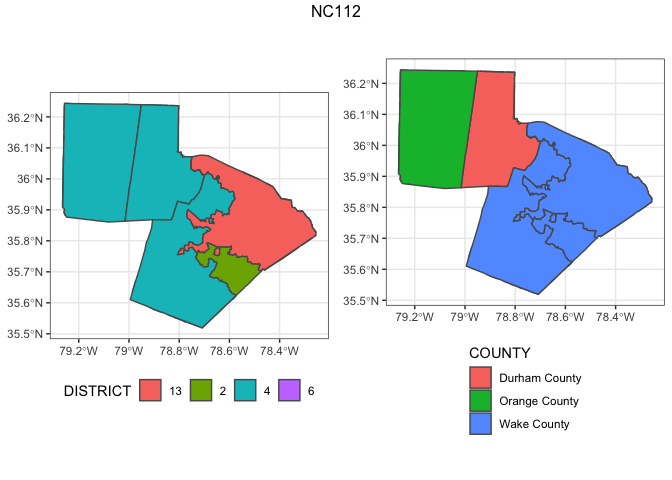 NC112
36.2°N
36.1°N
36°N
35.9°N
35.8°N
35.7°N
35.6°N
35.5°N
79.2°W 79°W 78.8°W 78.6°W 78.4°W
DISTRICT 13 2 4 6
36.2°N
36.1°N
36°N
35.9°N
35.8°N
35.7°N
35.6°N
35.5°N
79.2°W 79°W 78.8°W 78.6°W 78.4°W
COUNTY
Durham County
Orange County
Wake County